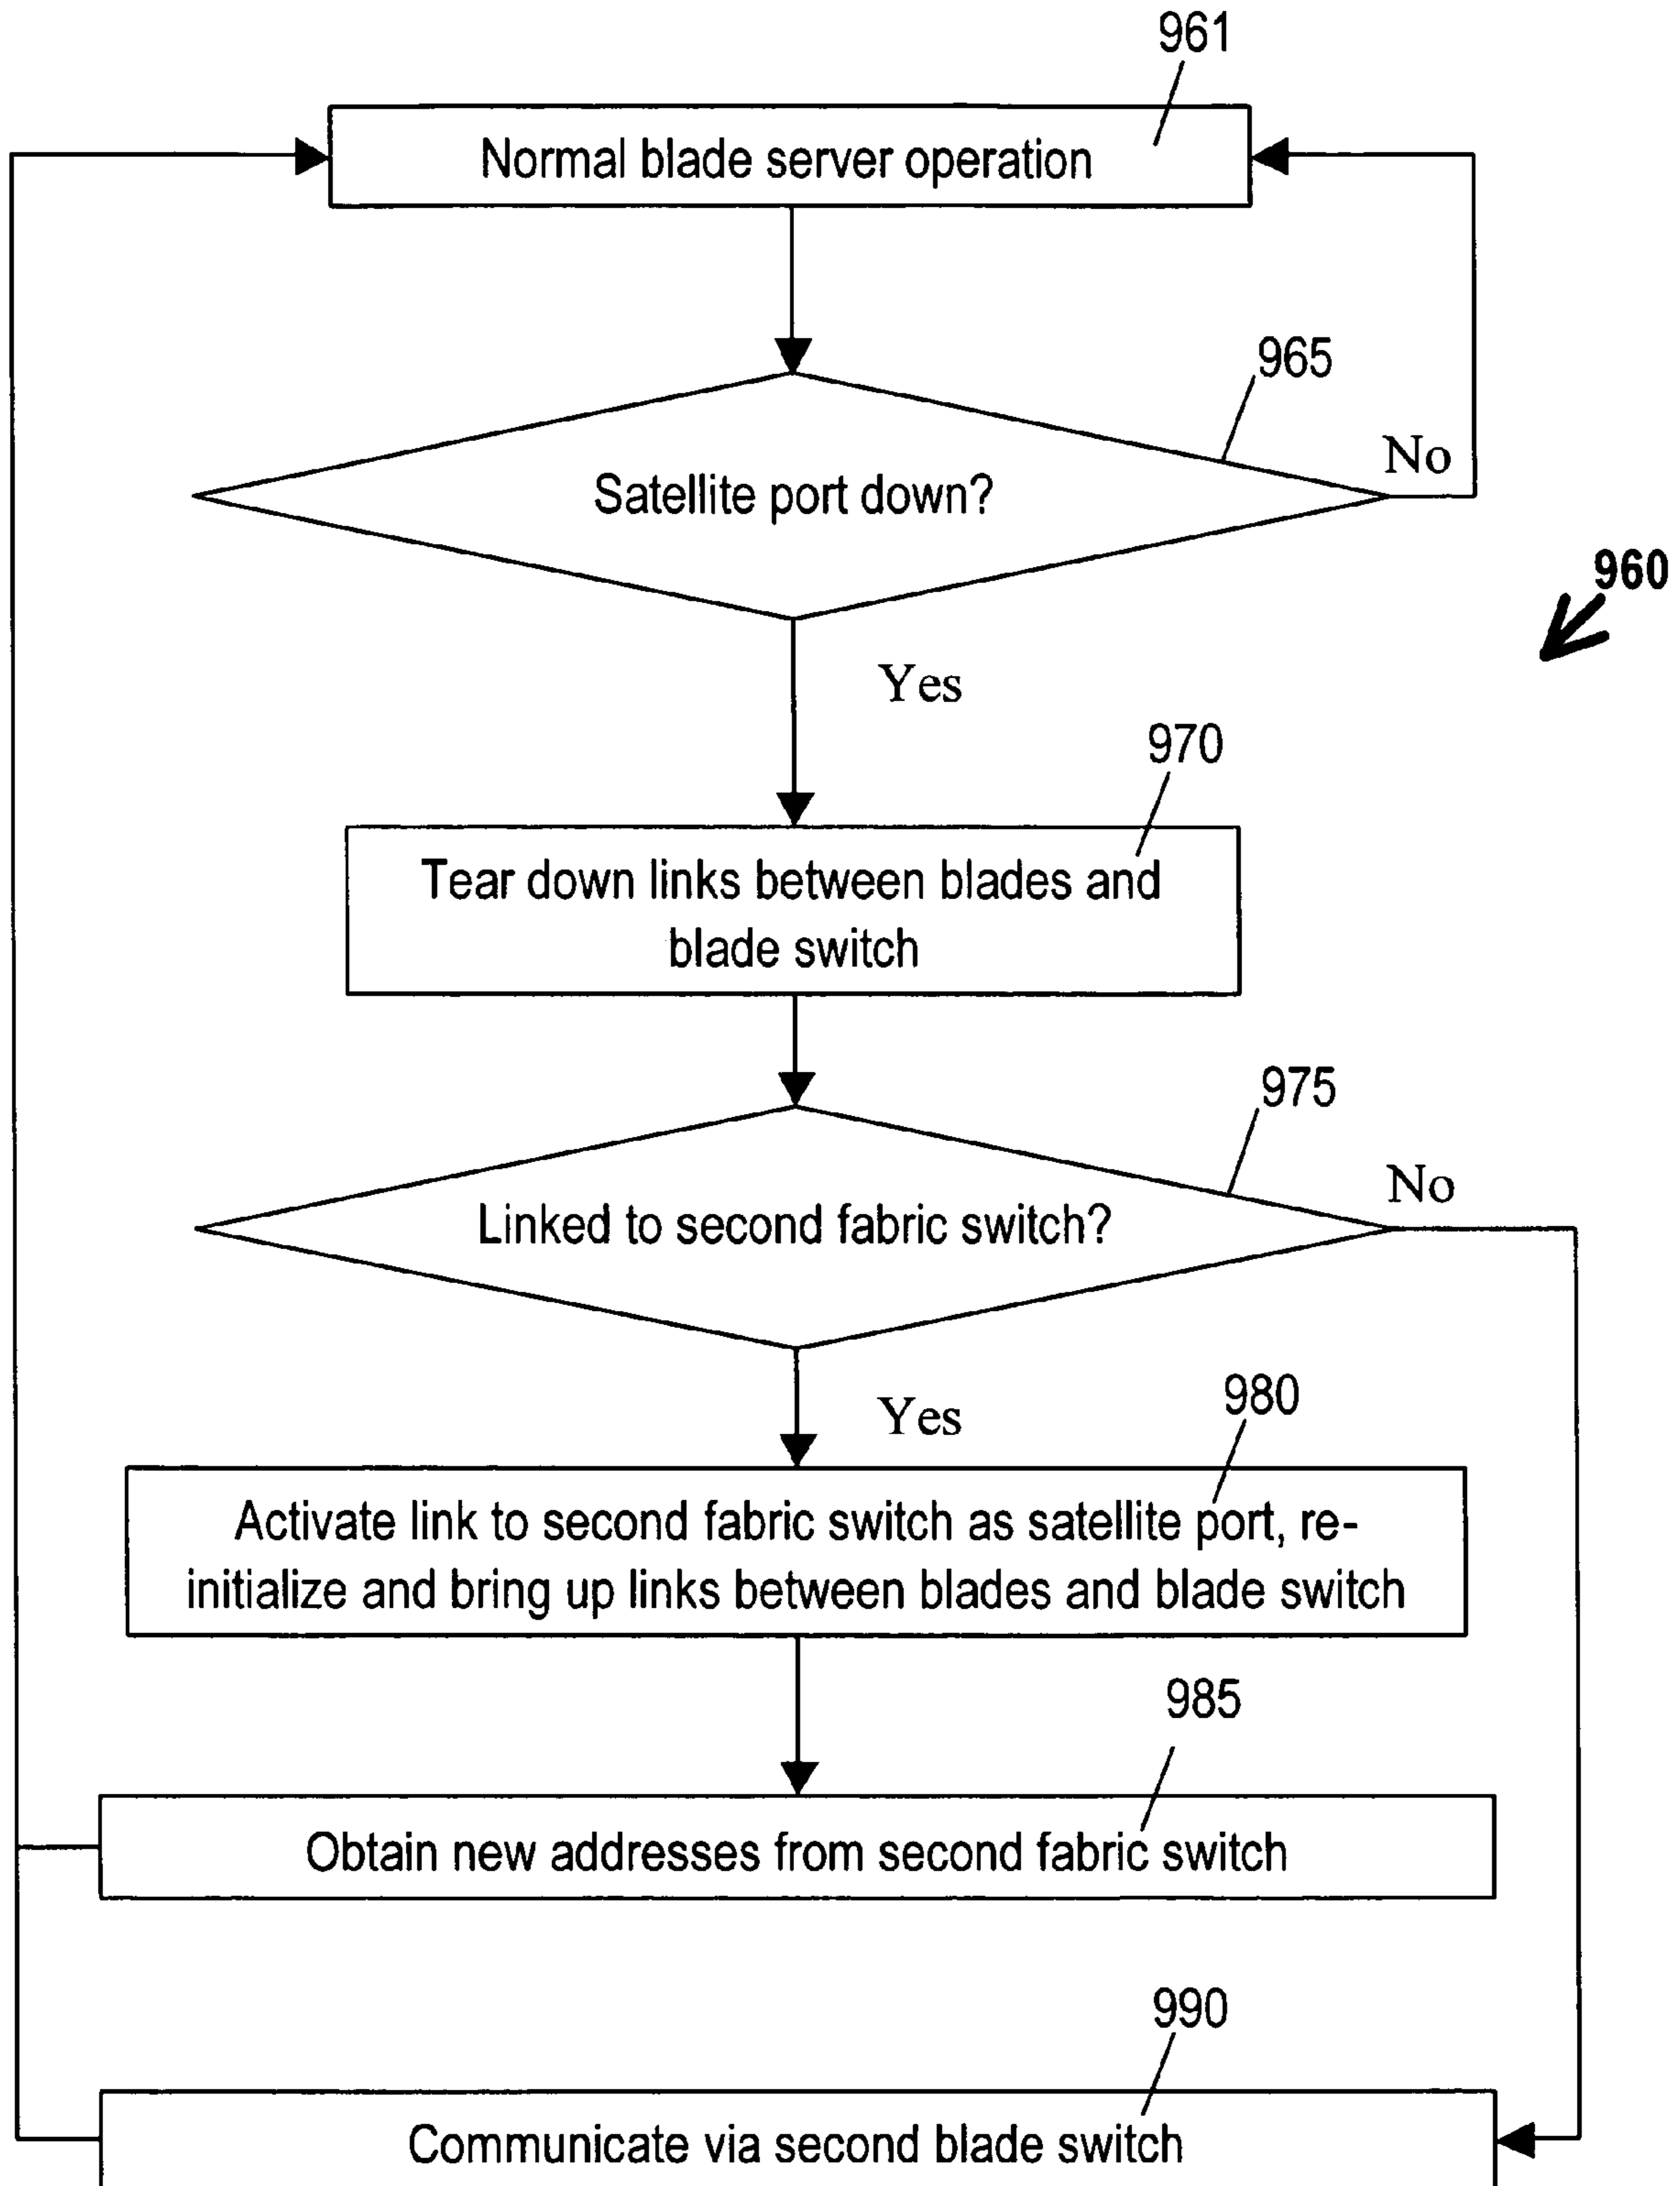 961
Normal blade server operation
965
No
Satellite port down?
960
Yes
970
Tear down links between blades and
blade switch
975
No
Linked to second fabric switch?
Yes
980
Activate link to second fabric switch as satellite port, re-
initialize and bring up links between blades and blade switch
985
Obtain new addresses from second fabric switch
990
Communicate via second blade switch